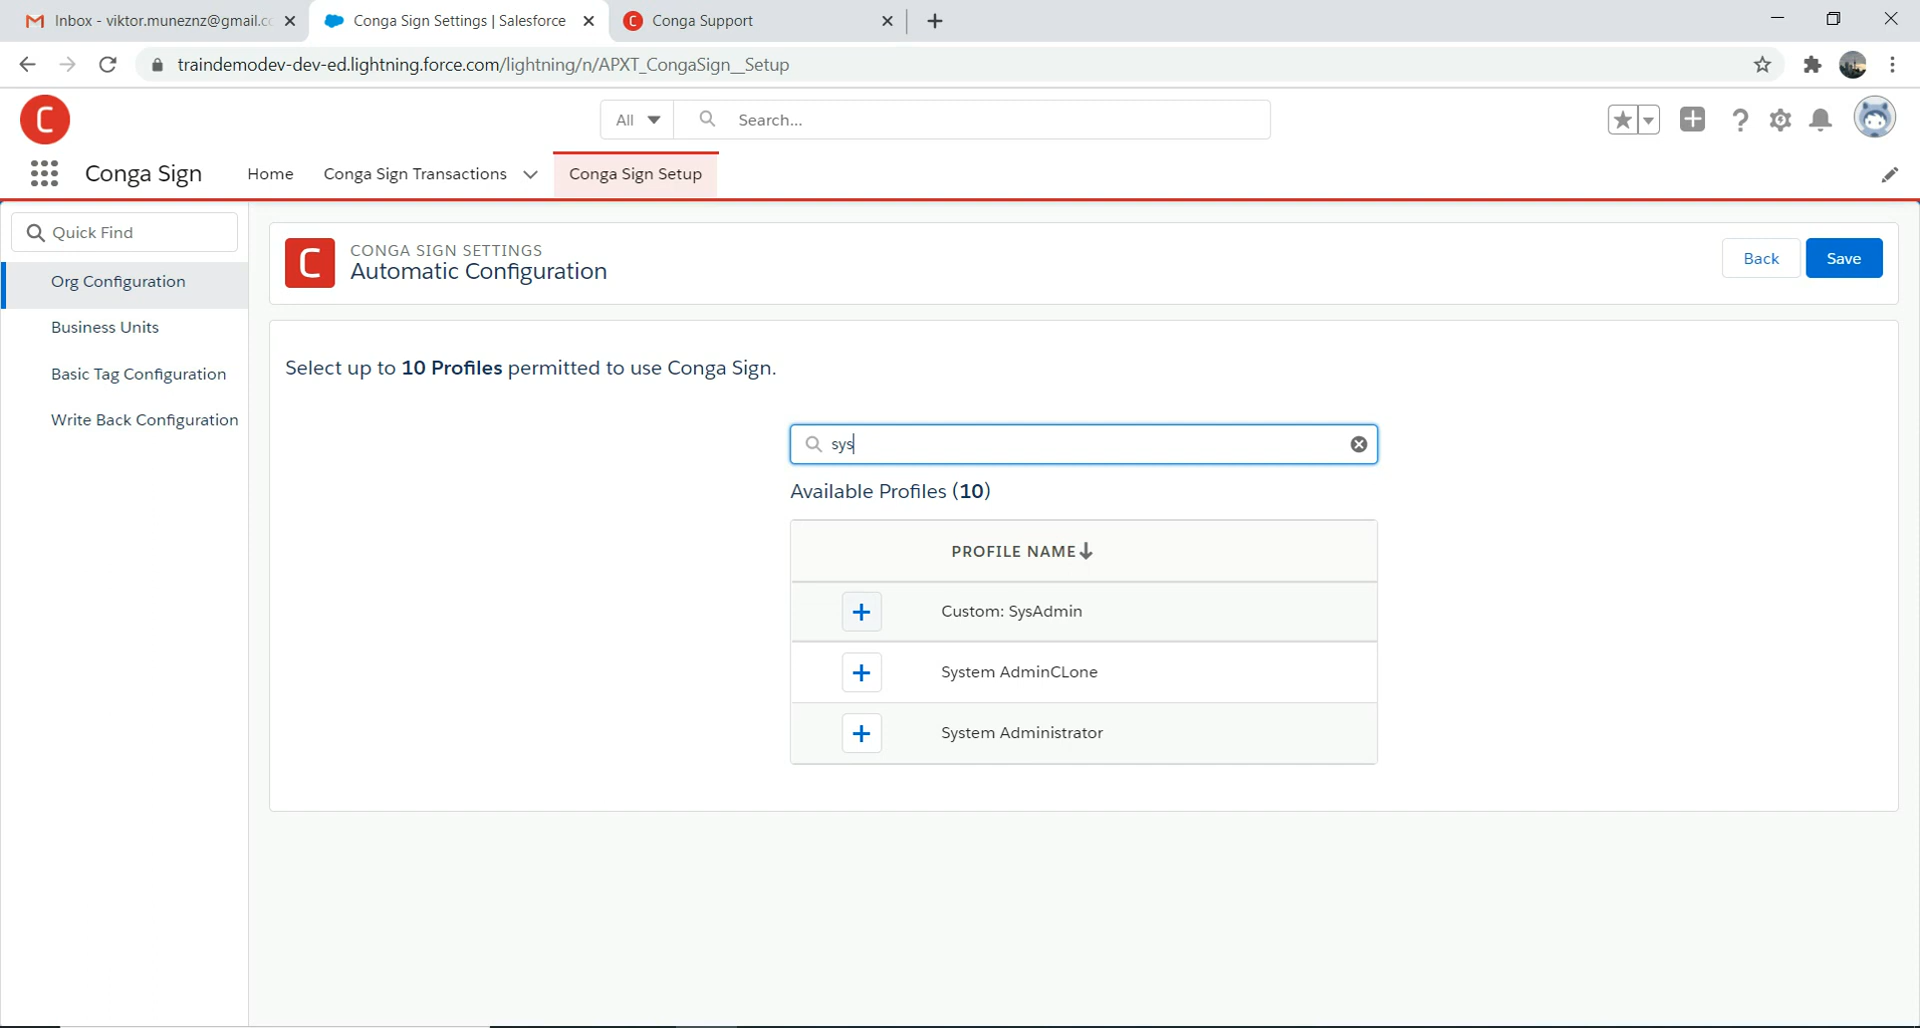 Inbox - viktor.muneznz@gmail.c
Conga Sign Settings | Salesforce
C Conga Support
traindemodev-dev-ed.lightning.force.com/lightning/n/APXT_CongaSign__Setup
C
All
Search...
Conga Sign
Home
Conga Sign Transactions
Conga Sign Setup
Quick Find
Org Configuration
Business Units
Basic Tag Configuration
Write Back Configuration
C
CONGA SIGN SETTINGS
Automatic Configuration
Back
Save
Select up to 10 Profiles permitted to use Conga Sign.
sys
Available Profiles (10)
PROFILE NAME
Custom: SysAdmin
System AdminCLone
System Administrator